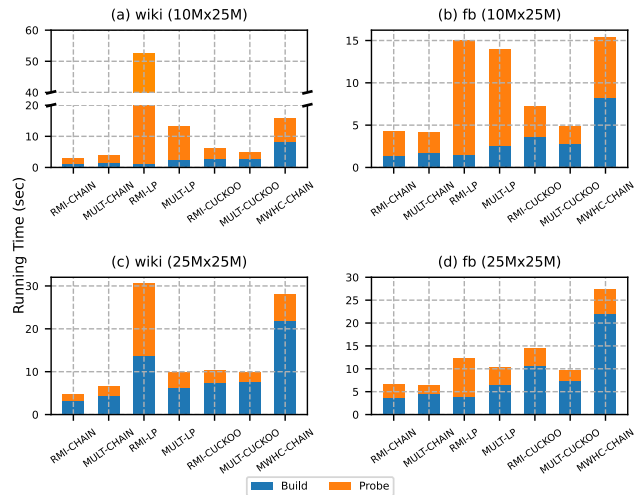 (a) wiki (10Mx25M)
60
50
40
20
10
0
RMI-CHAIN
MULT-CHAIN
RMI-LP
MULT-LP
RMI-CUCKOO
MULT-CUCKOO
MWHC-CHAIN
(b) fb (10Mx25M)
15
10
5
0
RMI-CHAIN
MULT-CHAIN
RMI-LP
MULT-LP
RMI-CUCKOO
MULT-CUCKOO
MWHC-CHAIN
Running Time (sec)
(c) wiki (25Mx25M)
30
20
10
0
RMI-CHAIN
MULT-CHAIN
RMI-LP
MULT-LP
RMI-CUCKOO
MULT-CUCKOO
MWHC-CHAIN
(d) fb (25Mx25M)
30
25
20
15
10
5
0
RMI-CHAIN
MULT-CHAIN
RMI-LP
MULT-LP
RMI-CUCKOO
MULT-CUCKOO
MWHC-CHAIN
Build Probe